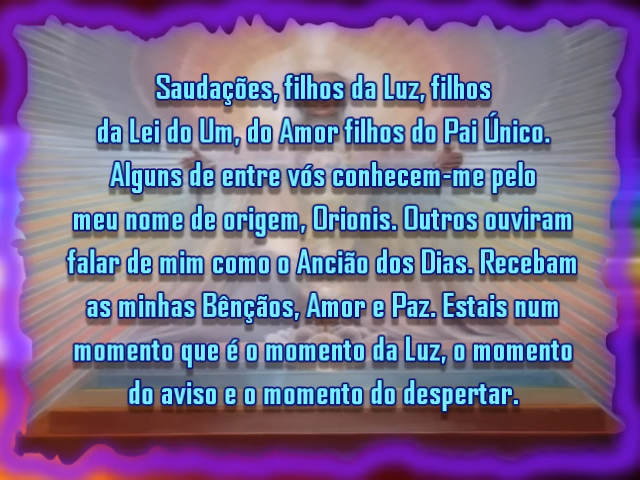 Saudações, filhos da Luz, filhos
da Lei do Um, do Amor filhos do Pai Único.
Alguns de entre vós conhecem-me pelo
meu nome de origem, Orionis. Outros ouviram
falar de mim como o Ancião dos Dias. Recebam
as minhas Bênçãos, Amor e Paz. Estais num
momento que é o momento da Luz, o momento
do aviso e o momento do despertar.